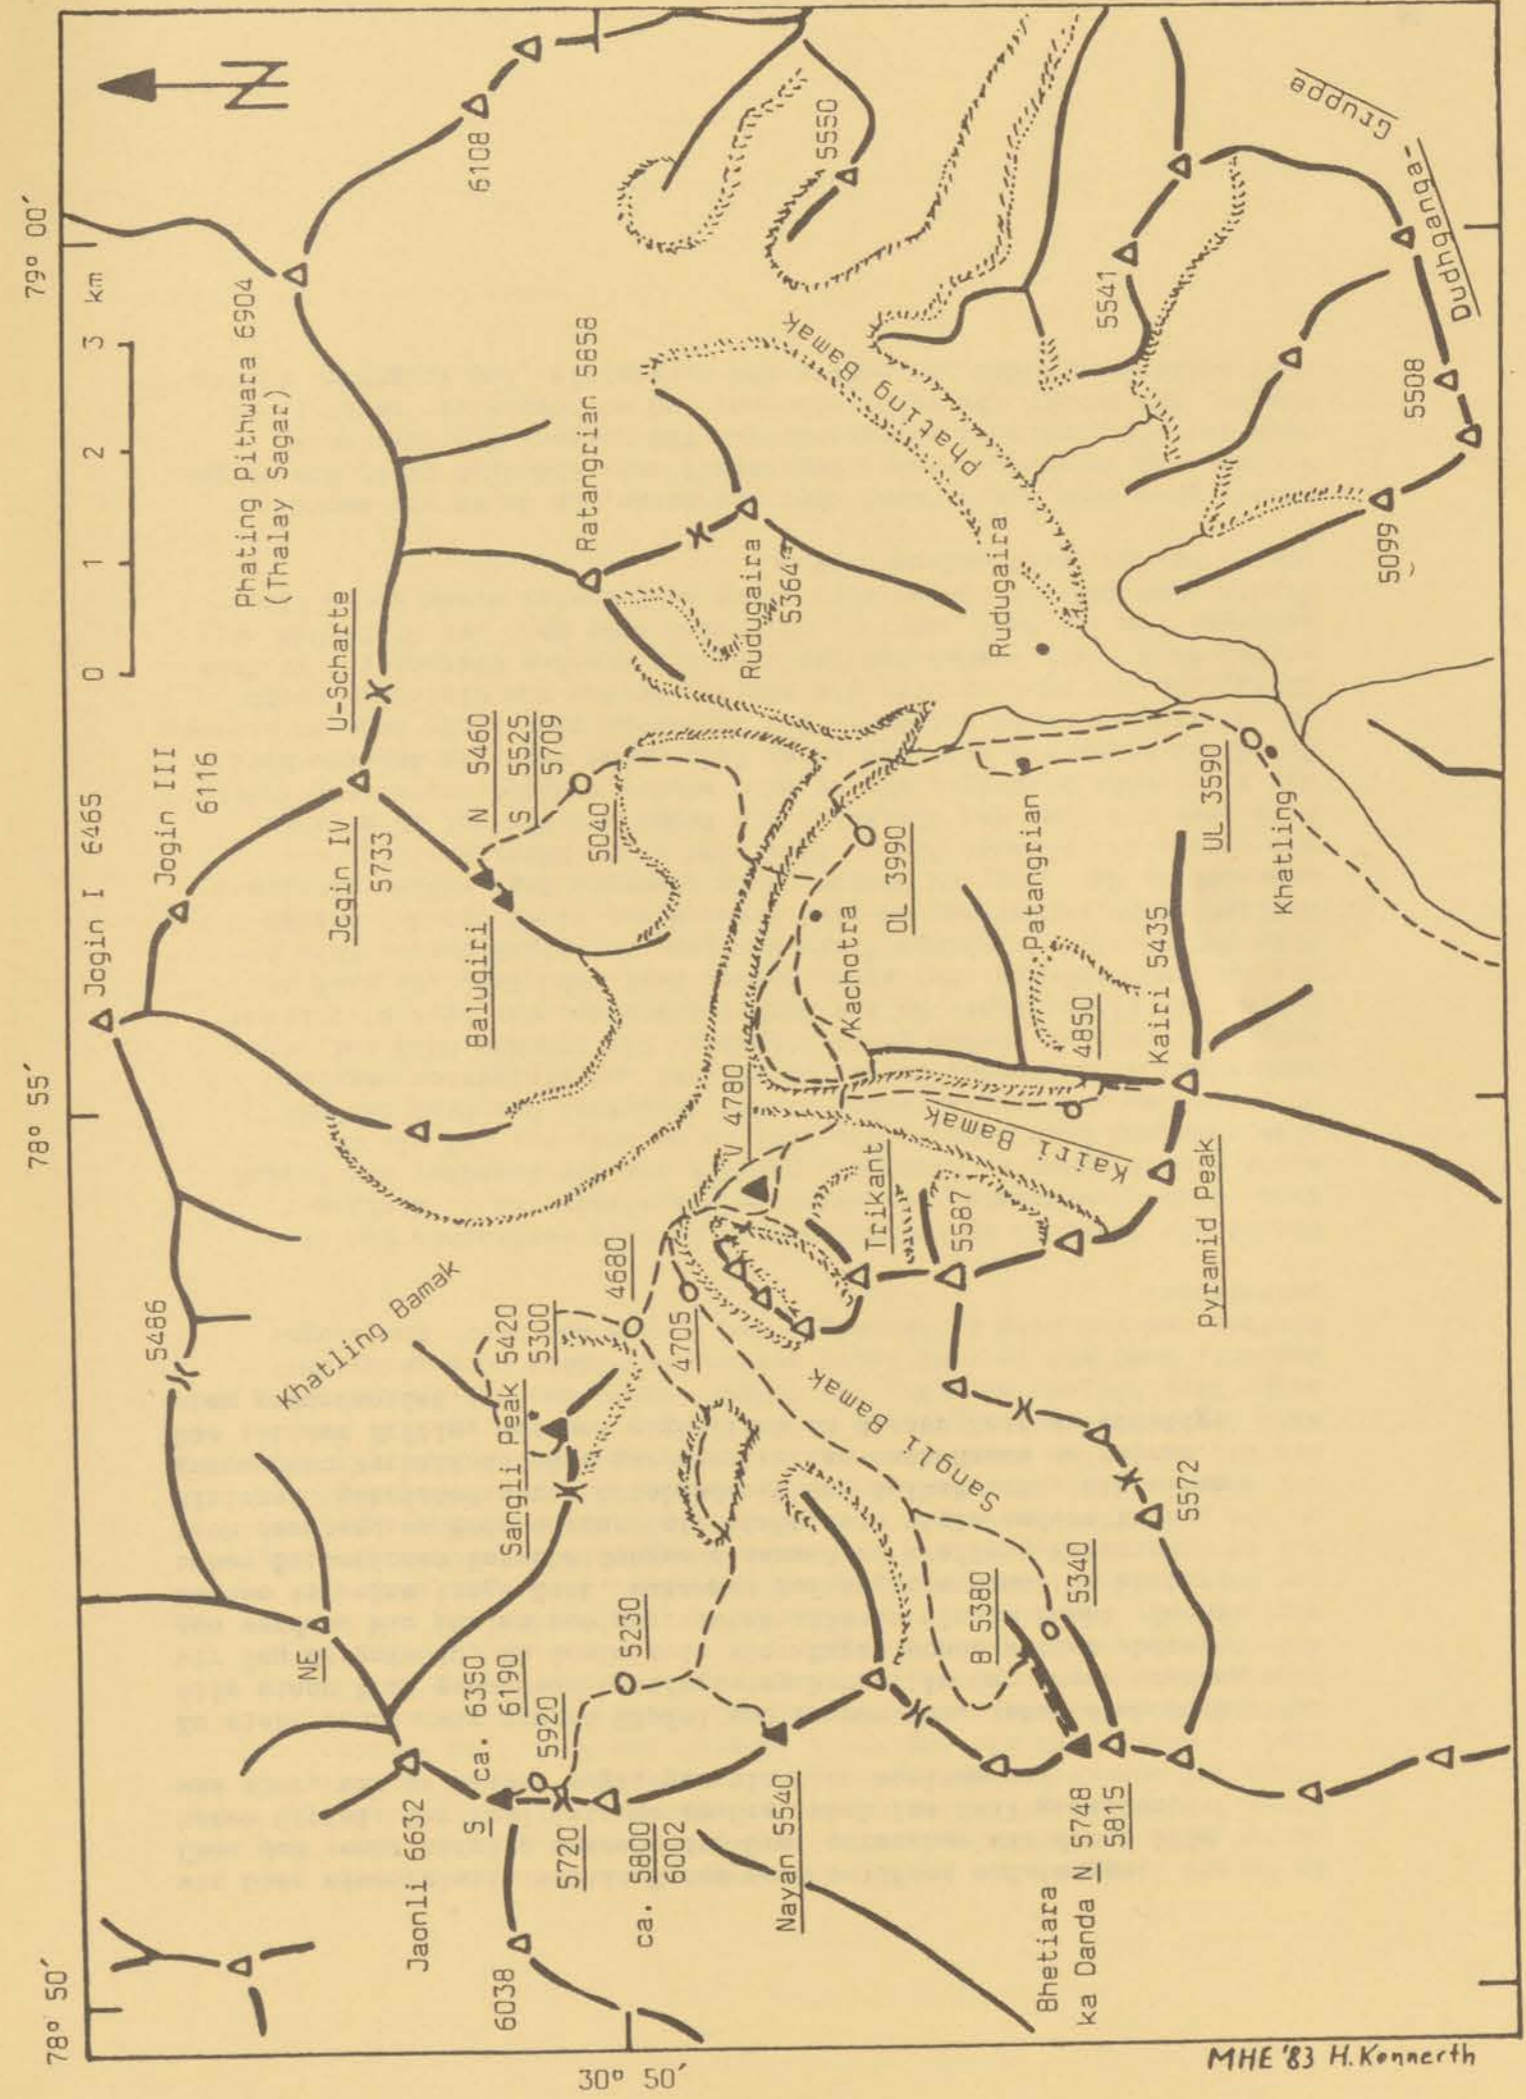 78° 50′
78° 55′
79° 00′
30° 50′
N
0 1 2 3 km
Jogin I 6465
Jogin III
6116
Jogin IV
5733
U-Scharte
Phating Pithwara 6904
(Thalay Sagar)
6108
5486
NE
Khatling Bamak
Balugiri
N 5460
S 5525
5709
5040
Ratangrian 5858
Rudugaira
5364
5550
Jaonli 6632
S ca. 6350
6190
5920
6038
5720
ca. 5800
6002
5230
Sangli Peak 5420
5300
4680
4705
V 4780
Nayan 5540
Sangli Bamak
Trikant
5587
Kairi Bamak
Kachotra
OL 3990
Rudugaira
Phating Bamak
5541
Patangrian
4850
Kairi 5435
Pyramid Peak
UL 3590
Khatling
B 5380
5340
5572
Bhetiara
ka Danda N 5748
5815
5099
5508
Dudhganga-
Gruppe
MHE '83 H. Konnerth